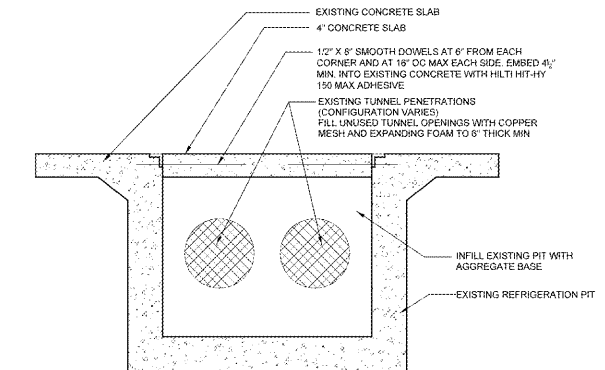 EXISTING CONCRETE SLAB
4" CONCRETE SLAB
1/2" X 8" SMOOTH DOWELS AT 6" FROM EACH
CORNER AND AT 16" OC MAX EACH SIDE. EMBED 4½"
MIN. INTO EXISTING CONCRETE WITH HILTI HIT-HY
150 MAX ADHESIVE
EXISTING TUNNEL PENETRATIONS
(CONFIGURATION VARIES)
FILL UNUSED TUNNEL OPENINGS WITH COPPER
MESH AND EXPANDING FOAM TO 6" THICK MIN
INFILL EXISTING PIT WITH
AGGREGATE BASE
EXISTING REFRIGERATION PIT